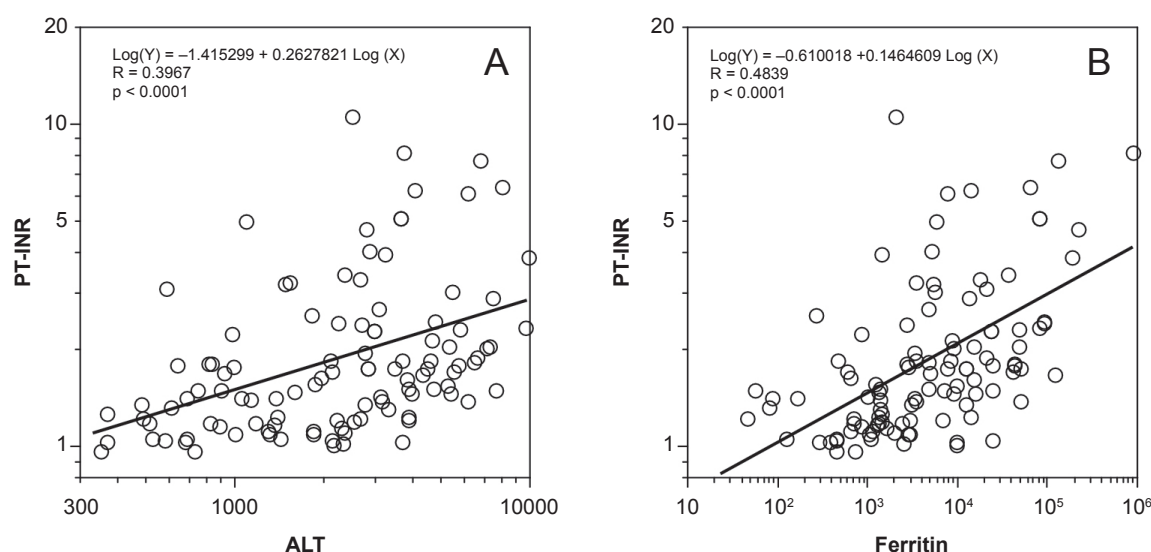 20
10
5
1
PT-INR
Log(Y) = –1.415299 + 0.2627821 Log (X)
R = 0.3967
p < 0.0001
A
300
1000
10000
ALT
20
10
5
1
PT-INR
Log(Y) = –0.610018 +0.1464609 Log (X)
R = 0.4839
p < 0.0001
B
10
10²
10³
10⁴
10⁵
10⁶
Ferritin